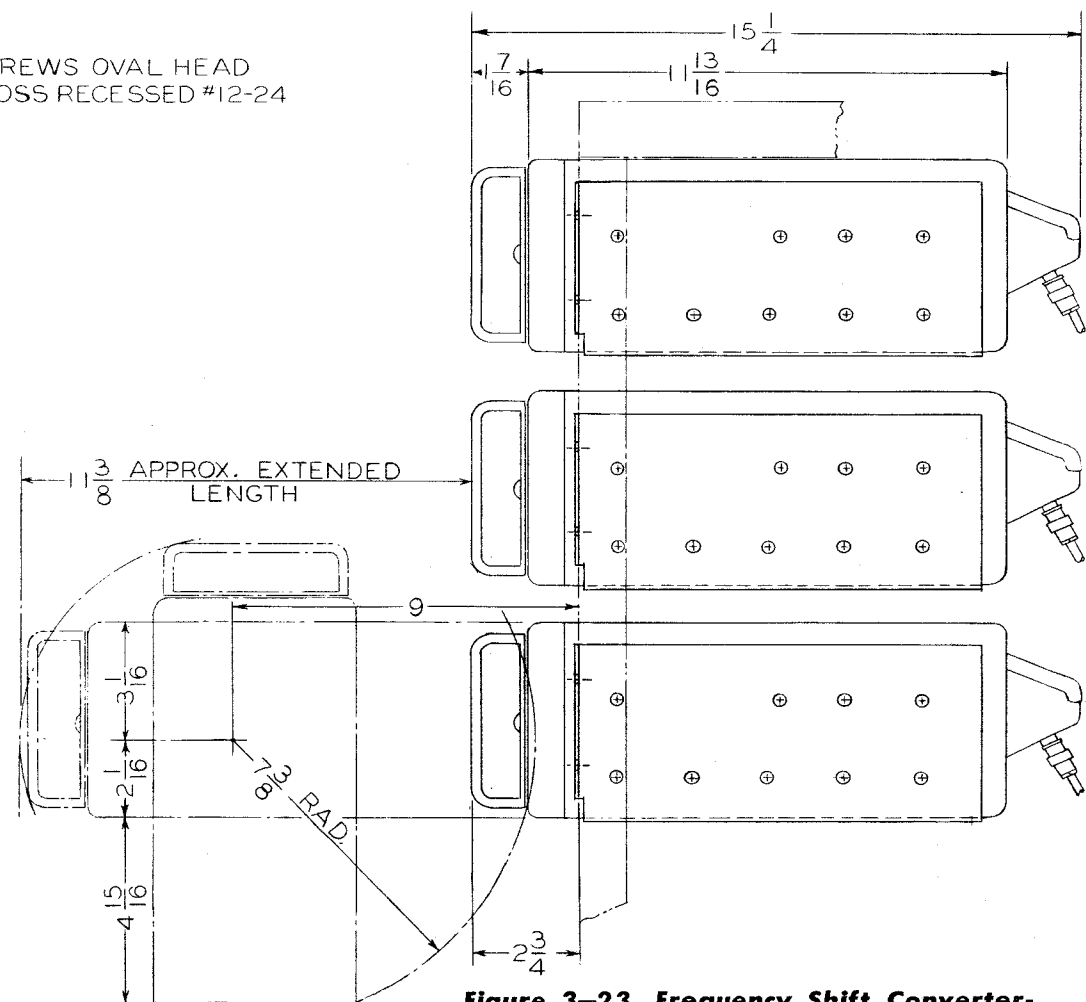 15 1/4
1 7/16
11 13/16
REWS OVAL HEAD
OSS RECESSED #12-24
11 3/8 APPROX. EXTENDED
LENGTH
9
3 1/16
2 1/16
7 3/8 RAD.
4 15/16
2 3/4
Figure 3-23. Frequency Shift Converter-